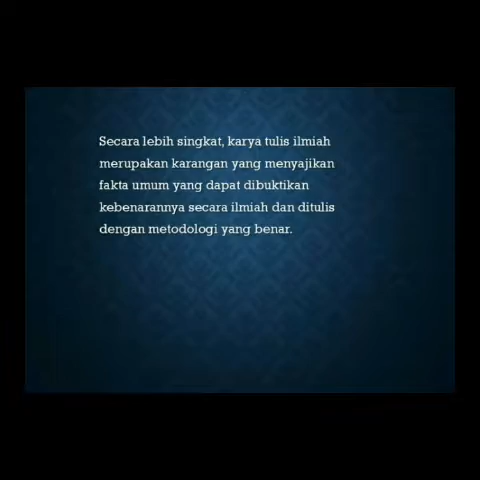 Secara lebih singkat, karya tulis ilmiah
merupakan karangan yang menyajikan
fakta umum yang dapat dibuktikan
kebenarannya secara ilmiah dan ditulis
dengan metodologi yang benar.